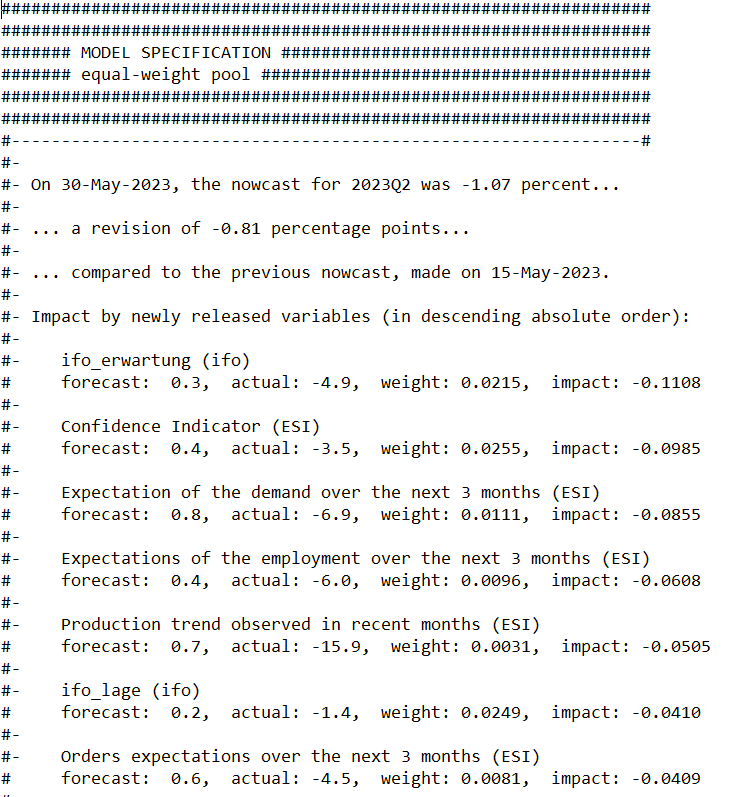 #################################################################
#################################################################
####### MODEL SPECIFICATION #####################################
####### equal-weight pool #######################################
#################################################################
#################################################################
#---------------------------------------------------------------#
#-
#- On 30-May-2023, the nowcast for 2023Q2 was -1.07 percent...
#-
#- ... a revision of -0.81 percentage points...
#-
#- ... compared to the previous nowcast, made on 15-May-2023.
#-
#- Impact by newly released variables (in descending absolute order):
#-
#-    ifo_erwartung (ifo)
#     forecast:  0.3,  actual: -4.9,  weight: 0.0215,  impact: -0.1108
#-
#-    Confidence Indicator (ESI)
#     forecast:  0.4,  actual: -3.5,  weight: 0.0255,  impact: -0.0985
#-
#-    Expectation of the demand over the next 3 months (ESI)
#     forecast:  0.8,  actual: -6.9,  weight: 0.0111,  impact: -0.0855
#-
#-    Expectations of the employment over the next 3 months (ESI)
#     forecast:  0.4,  actual: -6.0,  weight: 0.0096,  impact: -0.0608
#-
#-    Production trend observed in recent months (ESI)
#     forecast:  0.7,  actual: -15.9,  weight: 0.0031,  impact: -0.0505
#-
#-    ifo_lage (ifo)
#     forecast:  0.2,  actual: -1.4,  weight: 0.0249,  impact: -0.0410
#-
#-    Orders expectations over the next 3 months (ESI)
#     forecast:  0.6,  actual: -4.5,  weight: 0.0081,  impact: -0.0409